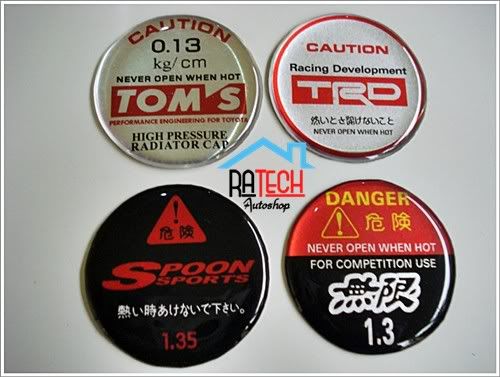 CAUTION
0.13
kg/cm
NEVER OPEN WHEN HOT
TOM'S
PERFORMANCE ENGINEERING FOR TOYOTA
HIGH PRESSURE
RADIATOR CAP
CAUTION
Racing Development
TRD
熱いとき開けないこと
NEVER OPEN WHEN HOT
RATECH
Autoshop
危険
SPOON
SPORTS
熱い時あけないで下さい。
1.35
DANGER
危険
NEVER OPEN WHEN HOT
FOR COMPETITION USE
無限
1.3